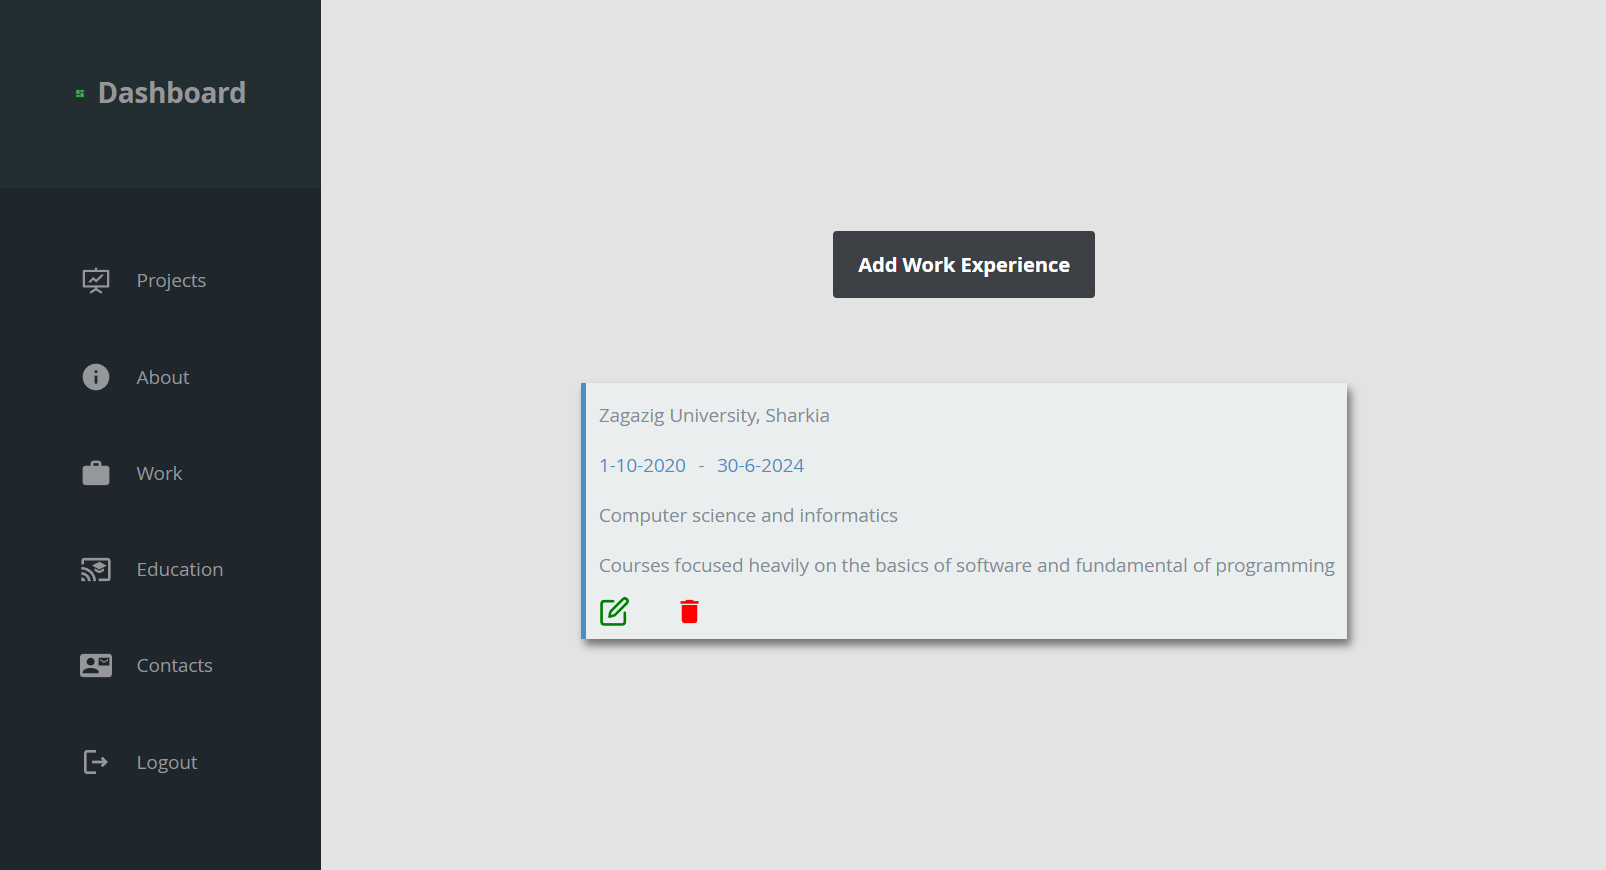 Dashboard
Projects
About
Work
Education
Contacts
Logout
Add Work Experience
Zagazig University, Sharkia
1-10-2020 - 30-6-2024
Computer science and informatics
Courses focused heavily on the basics of software and fundamental of programming